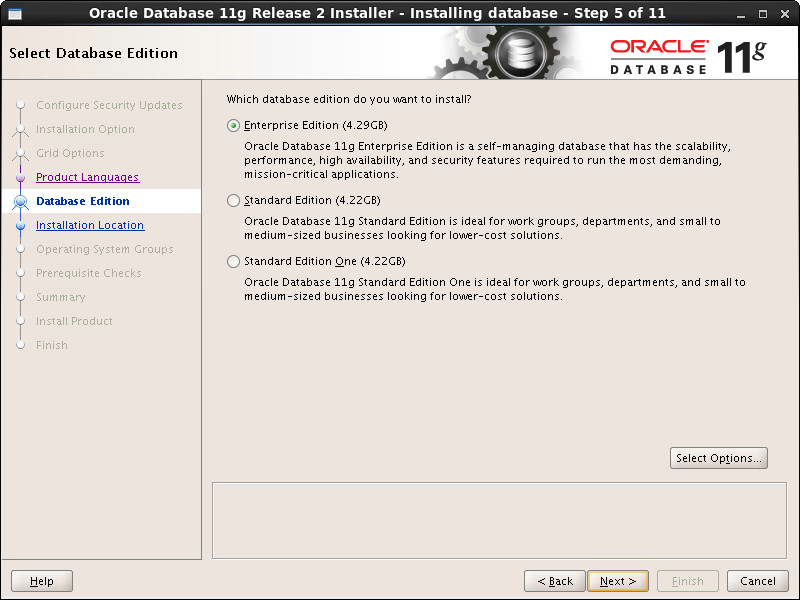 Oracle Database 11g Release 2 Installer - Installing database - Step 5 of 11
Select Database Edition
ORACLE®
DATABASE
11g
Configure Security Updates
Installation Option
Grid Options
Product Languages
Database Edition
Installation Location
Operating System Groups
Prerequisite Checks
Summary
Install Product
Finish
Which database edition do you want to install?
Enterprise Edition (4.29GB)
Oracle Database 11g Enterprise Edition is a self-managing database that has the scalability,
performance, high availability, and security features required to run the most demanding,
mission-critical applications.
Standard Edition (4.22GB)
Oracle Database 11g Standard Edition is ideal for work groups, departments, and small to
medium-sized businesses looking for lower-cost solutions.
Standard Edition One (4.22GB)
Oracle Database 11g Standard Edition One is ideal for work groups, departments, and small to
medium-sized businesses looking for lower-cost solutions.
Select Options...
Help
< Back
Next >
Finish
Cancel